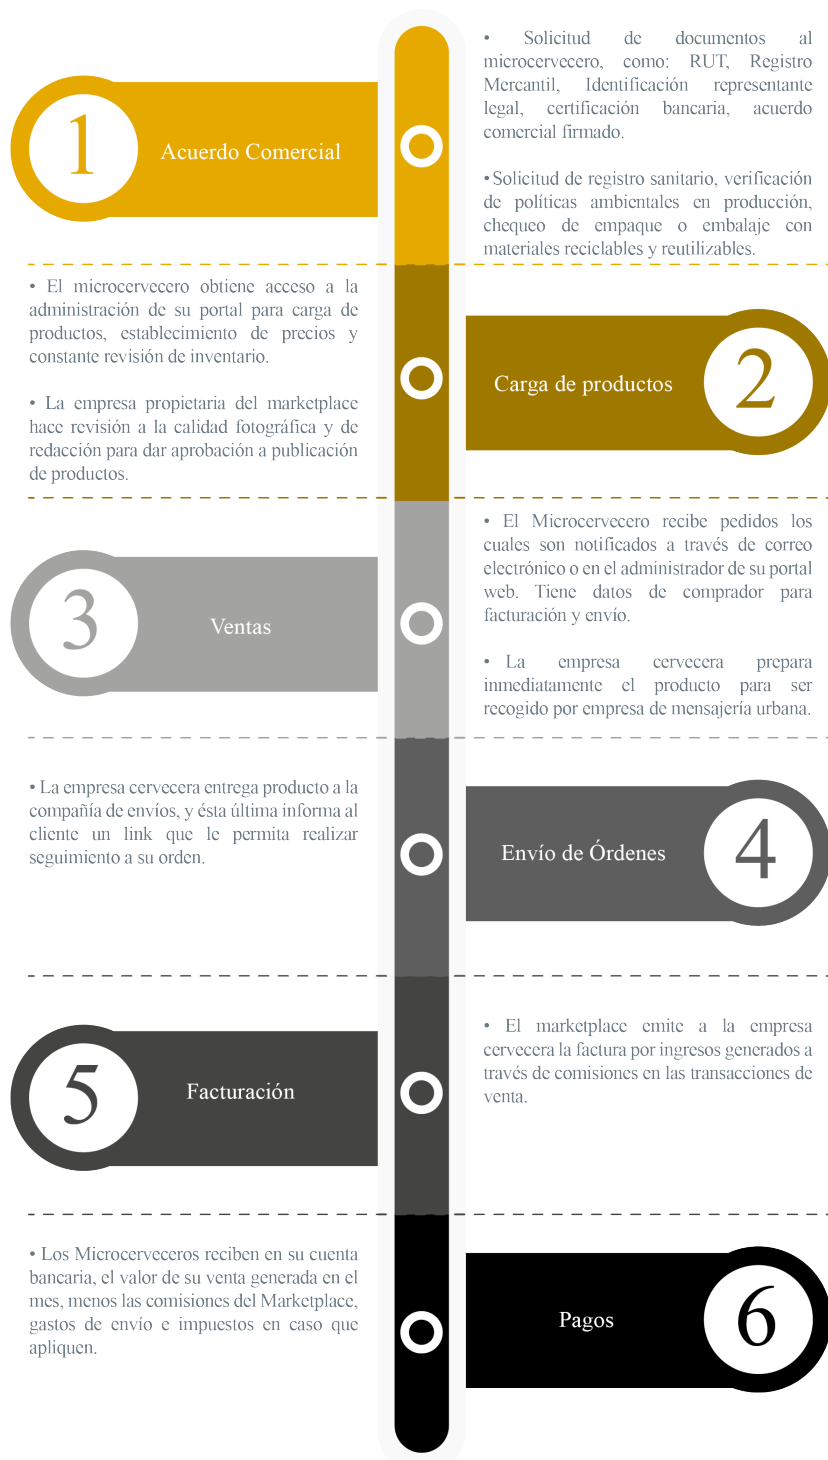 1
Acuerdo Comercial
• Solicitud de documentos al
microcervecero, como: RUT, Registro
Mercantil, Identificación representante
legal, certificación bancaria, acuerdo
comercial firmado.
• Solicitud de registro sanitario, verificación
de políticas ambientales en producción,
chequeo de empaque o embalaje con
materiales reciclables y reutilizables.
• El microcervecero obtiene acceso a la
administración de su portal para carga de
productos, establecimiento de precios y
constante revisión de inventario.
• La empresa propietaria del marketplace
hace revisión a la calidad fotográfica y de
redacción para dar aprobación a publicación
de productos.
Carga de productos
2
3
Ventas
• El Microcervecero recibe pedidos los
cuales son notificados a través de correo
electrónico o en el administrador de su portal
web. Tiene datos de comprador para
facturación y envío.
• La empresa cervecera prepara
inmediatamente el producto para ser
recogido por empresa de mensajería urbana.
• La empresa cervecera entrega producto a la
compañía de envíos, y ésta última informa al
cliente un link que le permita realizar
seguimiento a su orden.
Envío de Órdenes
4
5
Facturación
• El marketplace emite a la empresa
cervecera la factura por ingresos generados a
través de comisiones en las transacciones de
venta.
• Los Microcerveceros reciben en su cuenta
bancaria, el valor de su venta generada en el
mes, menos las comisiones del Marketplace,
gastos de envío e impuestos en caso que
apliquen.
Pagos
6